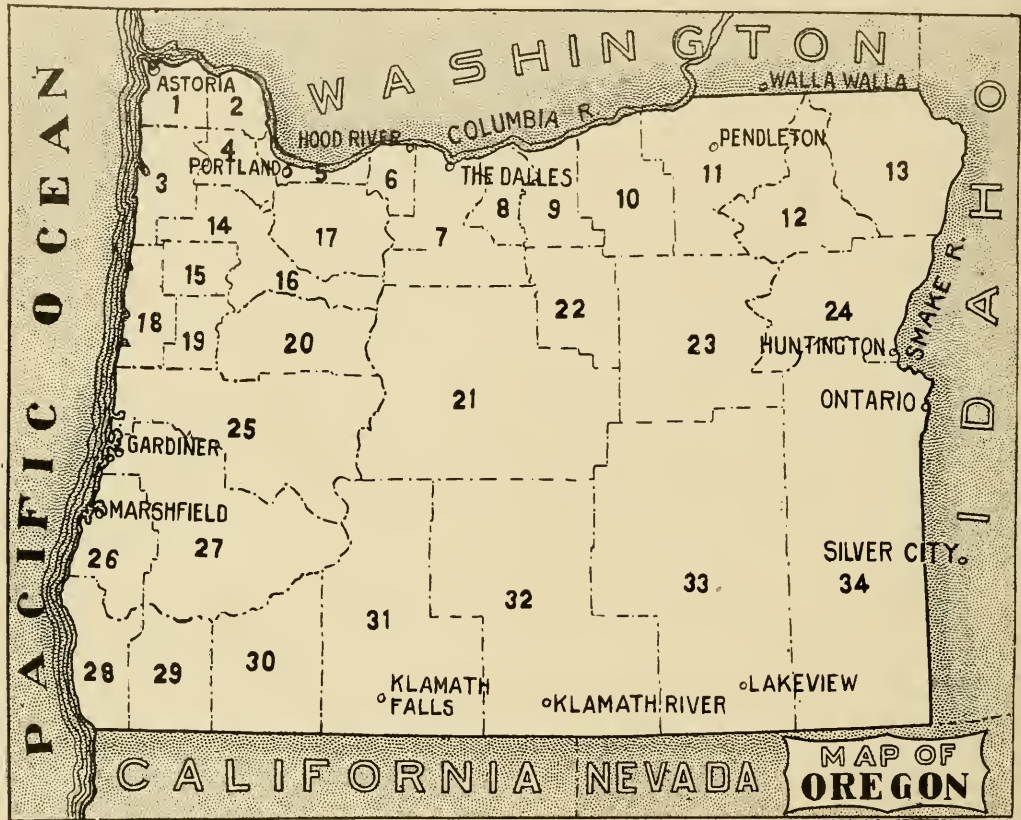 WASHINGTON
PACIFIC OCEAN
IDAHO
ASTORIA
WALLA WALLA
1
2
HOOD RIVER
COLUMBIA R.
PENDLETON
4
PORTLAND
5
6
THE DALLES
11
13
3
8
9
10
12
14
17
7
15
16
SMAKE R.
18
19
20
22
23
24
HUNTINGTON
21
ONTARIO
25
GARDINER
MARSHFIELD
26
27
SILVER CITY
31
32
33
34
28
29
30
KLAMATH
FALLS
KLAMATH RIVER
LAKEVIEW
CALIFORNIA
NEVADA
MAP OF
OREGON